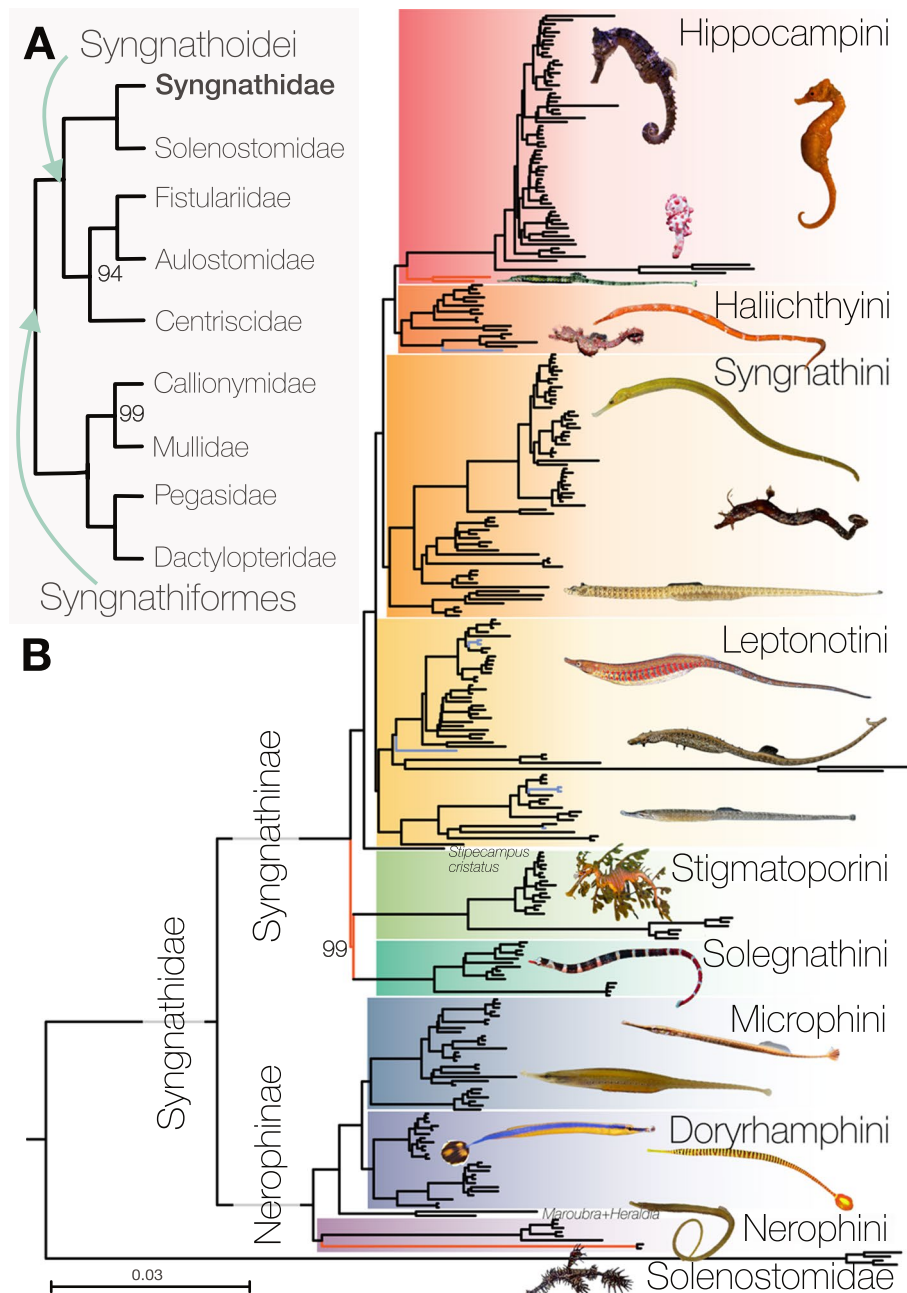 A
Syngnathoidei
Syngnathidae
Solenostomidae
Fistulariidae
Aulostomidae
94
Centriscidae
Callionymidae
99
Mullidae
Pegasidae
Dactylopteridae
Syngnathiformes
B
Hippocampini
Haliichthyini
Syngnathini
Leptonotini
Stipecampus
cristatus
Stigmatoporini
99
Solegnathini
Microphini
Doryrhamphini
Maroubra+Heraldia
Nerophini
Solenostomidae
Syngnathinae
Syngnathidae
Nerophinae
0.03